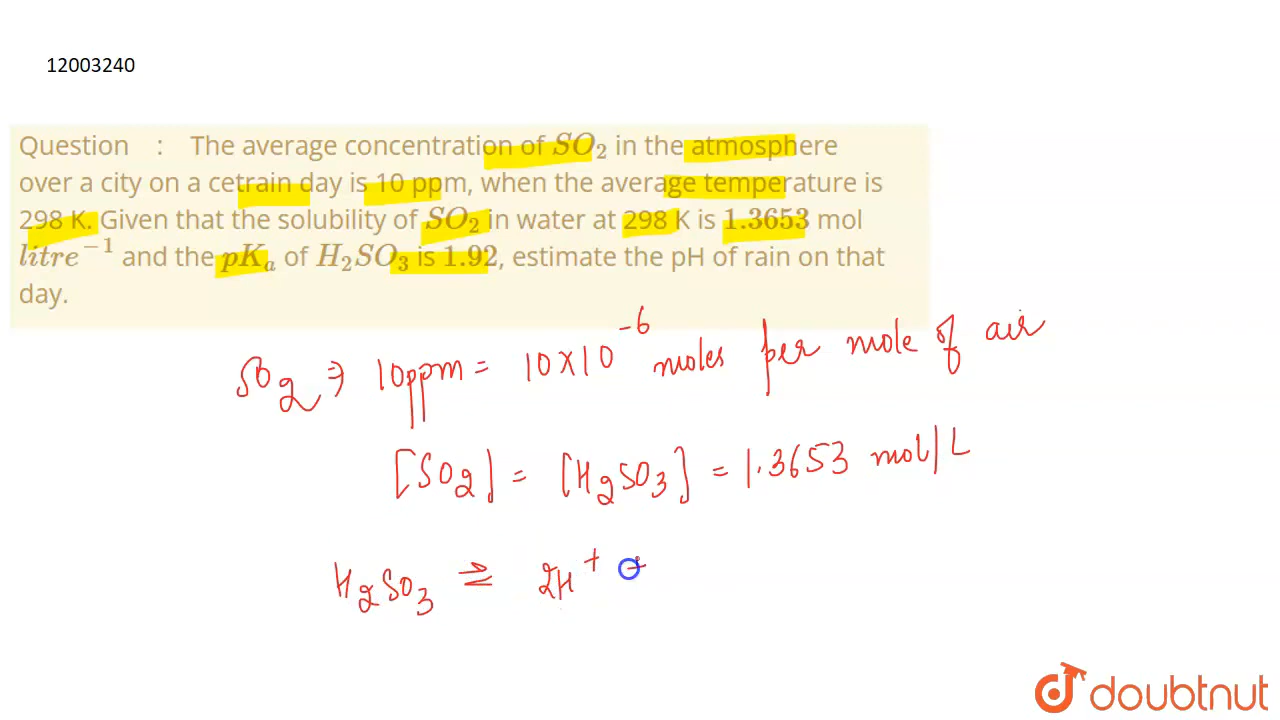 12003240
Question : The average concentration of SO₂ in the atmosphere
over a city on a cetrain day is 10 ppm, when the average temperature is
298 K. Given that the solubility of SO₂ in water at 298 K is 1.3653 mol
litre⁻¹ and the pKₐ of H₂SO₃ is 1.92, estimate the pH of rain on that
day.
SO₂ ⇒ 10ppm = 10×10⁻⁶ moles per mole of air
[SO₂] = [H₂SO₃] = 1.3653 mol/L
H₂SO₃ ⇌ 2H⁺ +
doubtnut